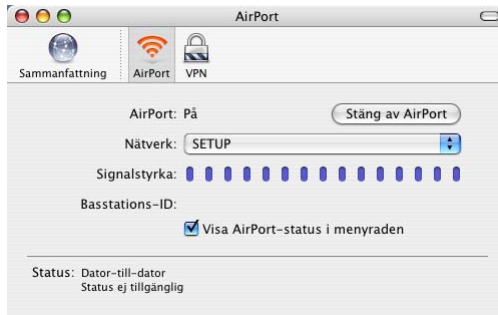 AirPort
Sammanfattning
AirPort
VPN
AirPort: På
Stäng av AirPort
Nätverk: SETUP
Signalstyrka:
Basstations-ID:
Visa AirPort-status i menyraden
Status: Dator-till-dator
Status ej tillgänglig